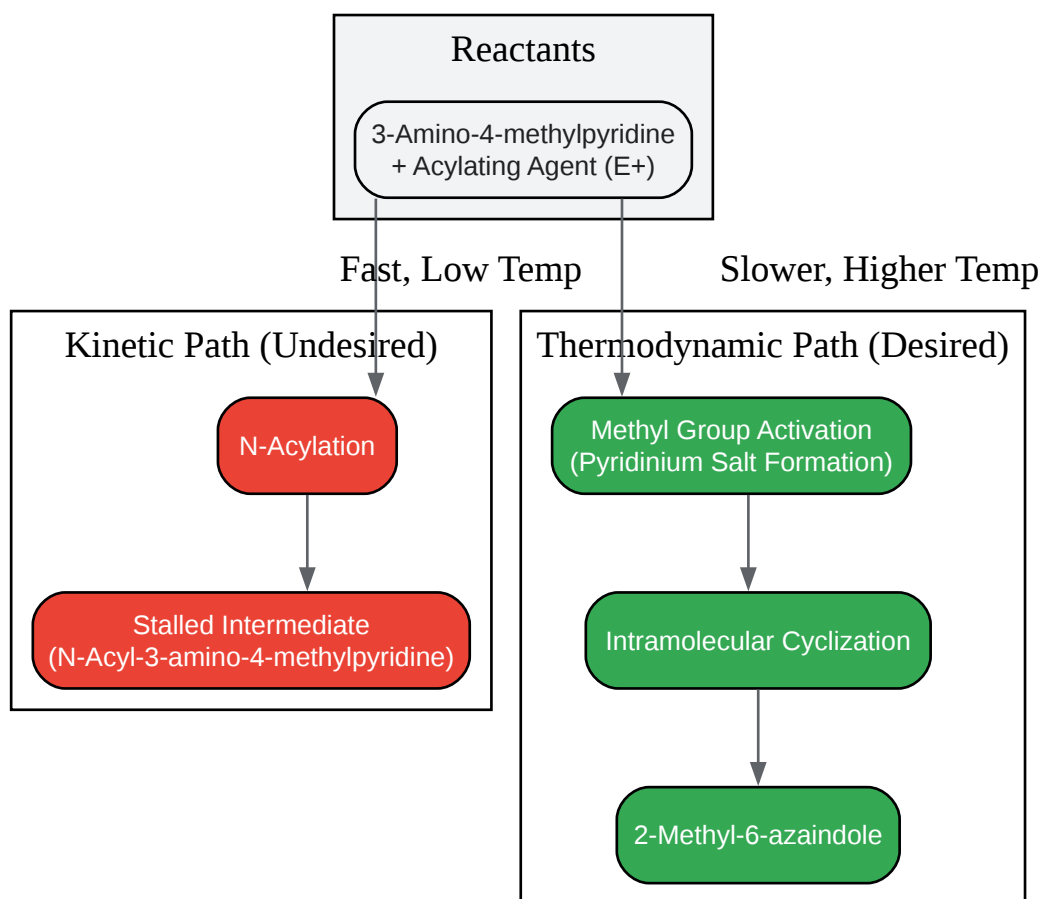 Reactants
3-Amino-4-methylpyridine
+ Acylating Agent (E+)
Fast, Low Temp
Slower, Higher Temp
Kinetic Path (Undesired)
N-Acylation
Stalled Intermediate
(N-Acyl-3-amino-4-methylpyridine)
Thermodynamic Path (Desired)
Methyl Group Activation
(Pyridinium Salt Formation)
Intramolecular Cyclization
2-Methyl-6-azaindole